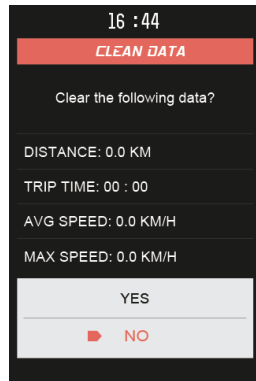 16 :44
CLEAN DATA
Clear the following data?
DISTANCE: 0.0 KM
TRIP TIME: 00 : 00
AVG SPEED: 0.0 KM/H
MAX SPEED: 0.0 KM/H
YES
NO